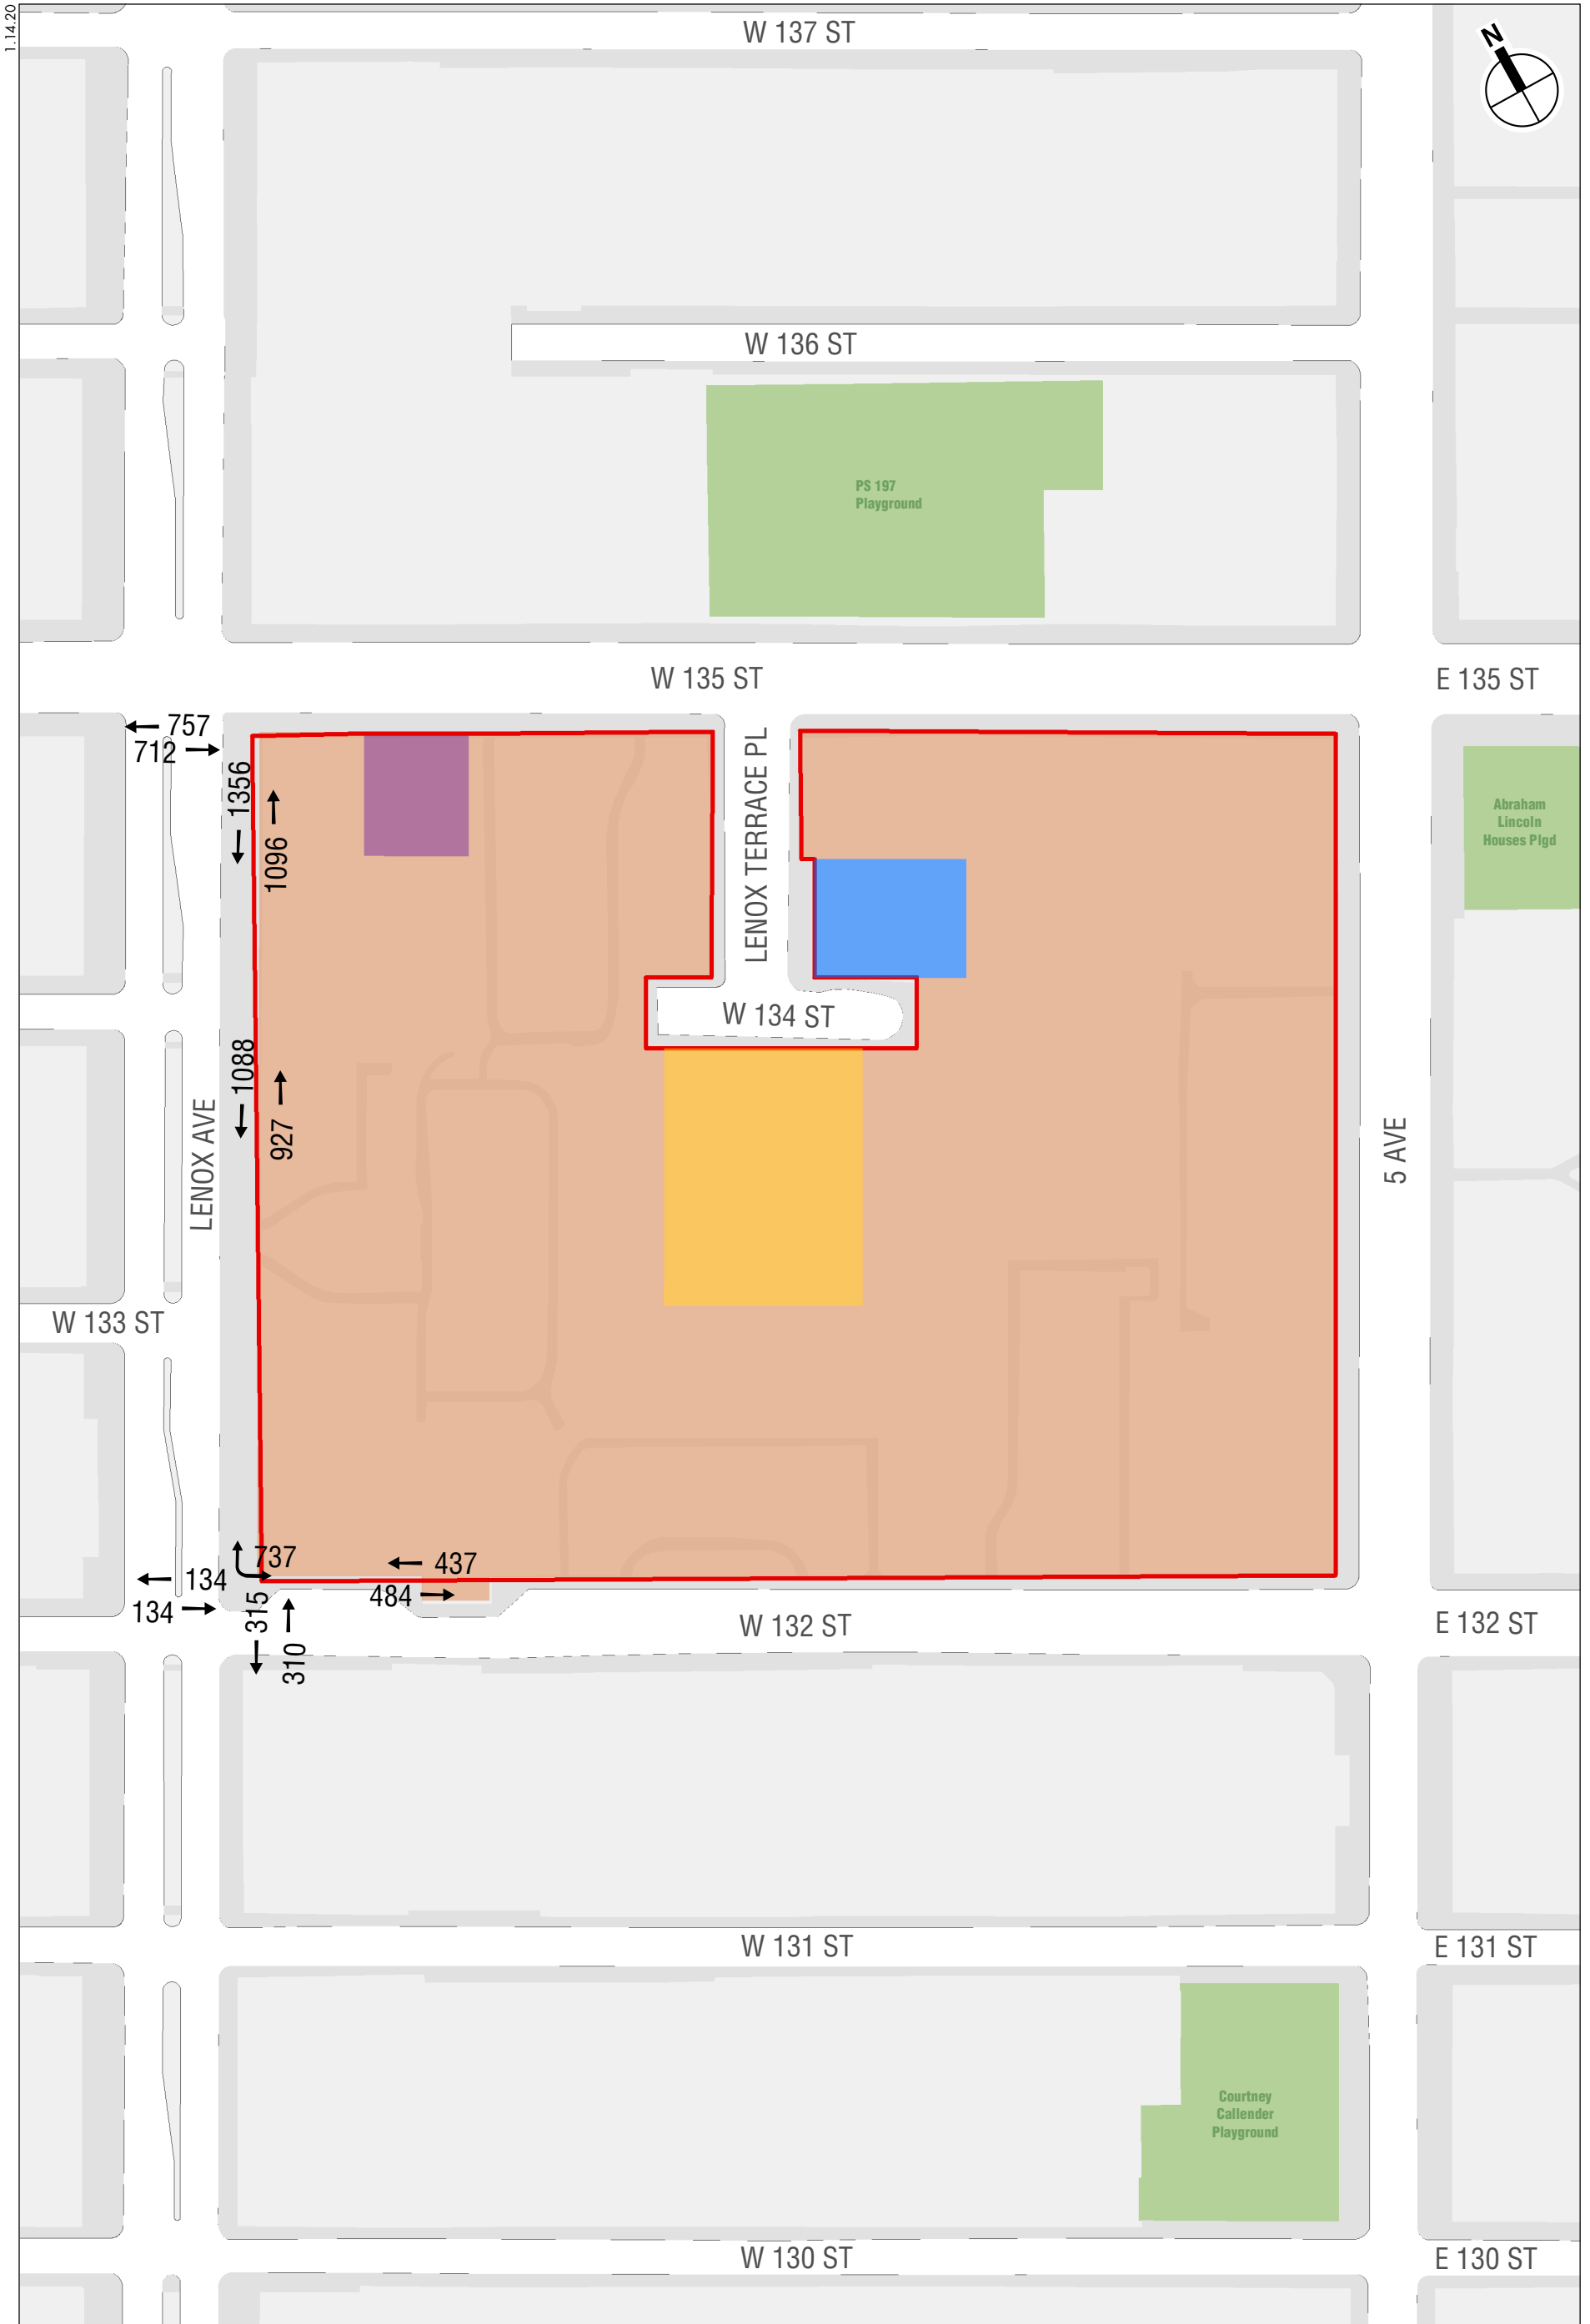 1.14.20
W 137 ST
N
W 136 ST
PS 197
Playground
W 135 ST
E 135 ST
757
712
1356
1096
LENOX TERRACE PL
Abraham
Lincoln
Houses Plgd
W 134 ST
1088
927
LENOX AVE
5 AVE
W 133 ST
737
437
134
484
134
315
310
W 132 ST
E 132 ST
W 131 ST
E 131 ST
Courtney
Callender
Playground
W 130 ST
E 130 ST